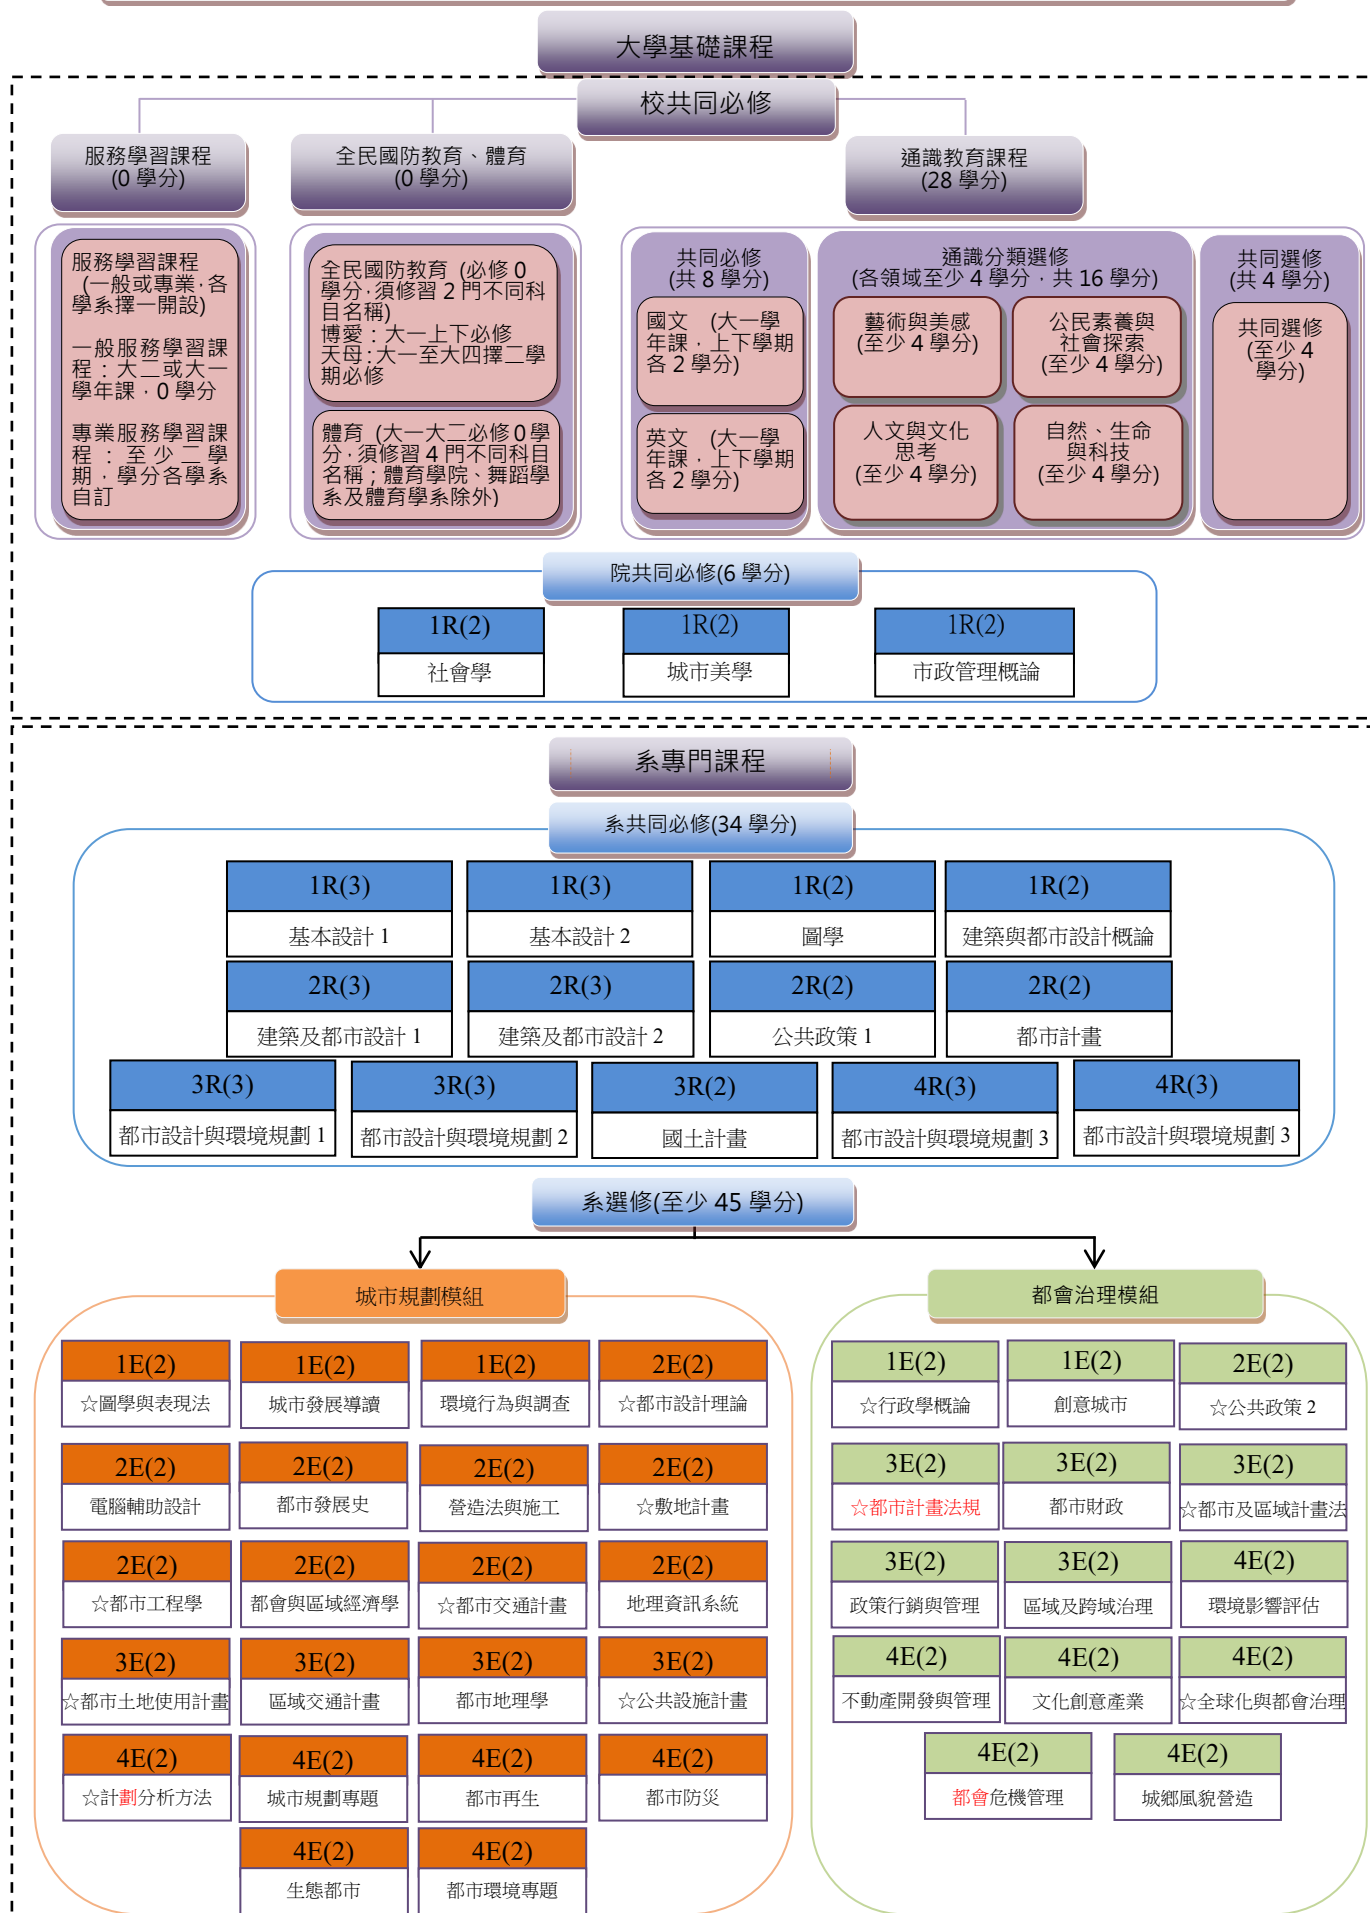 大學基礎課程
校共同必修
服務學習課程
(0 學分)
全民國防教育、體育
(0 學分)
通識教育課程
(28 學分)
服務學習課程
(一般或專業，各
學系擇一開設)
一般服務學習課
程：大二或大一
學年課，0 學分
專業服務學習課
程：至少二學
期，學分各學系
自訂
全民國防教育 (必修 0
學分，須修習 2 門不同科
目名稱)
博愛：大一上下必修
天母：大一至大四擇二學
期必修
體育 (大一大二必修 0 學
分，須修習 4 門不同科目
名稱；體育學院、舞蹈學
系及體育學系除外)
共同必修
(共 8 學分)
國文 (大一學
年課，上下學期
各 2 學分)
英文 (大一學
年課，上下學期
各 2 學分)
通識分類選修
(各領域至少 4 學分，共 16 學分)
藝術與美感
(至少 4 學分)
公民素養與
社會探索
(至少 4 學分)
人文與文化
思考
(至少 4 學分)
自然、生命
與科技
(至少 4 學分)
共同選修
(共 4 學分)
共同選修
(至少 4
學分)
院共同必修(6 學分)
1R(2) 1R(2) 1R(2)
社會學 城市美學 市政管理概論
系專門課程
系共同必修(34 學分)
1R(3) 1R(3) 1R(2) 1R(2)
基本設計 1 基本設計 2 圖學 建築與都市設計概論
2R(3) 2R(3) 2R(2) 2R(2)
建築及都市設計 1 建築及都市設計 2 公共政策 1 都市計畫
3R(3) 3R(3) 3R(2) 4R(3) 4R(3)
都市設計與環境規劃 1 都市設計與環境規劃 2 國土計畫 都市設計與環境規劃 3 都市設計與環境規劃 3
系選修(至少 45 學分)
城市規劃模組
1E(2) 1E(2) 1E(2) 2E(2)
☆圖學與表現法 城市發展導讀 環境行為與調查 ☆都市設計理論
2E(2) 2E(2) 2E(2) 2E(2)
電腦輔助設計 都市發展史 營造法與施工 ☆敷地計畫
2E(2) 2E(2) 2E(2) 2E(2)
☆都市工程學 都會與區域經濟學 ☆都市交通計畫 地理資訊系統
3E(2) 3E(2) 3E(2) 3E(2)
☆都市土地使用計畫 區域交通計畫 都市地理學 ☆公共設施計畫
4E(2) 4E(2) 4E(2) 4E(2)
☆計劃分析方法 城市規劃專題 都市再生 都市防災
4E(2) 4E(2)
生態都市 都市環境專題
都會治理模組
1E(2) 1E(2) 2E(2)
☆行政學概論 創意城市 ☆公共政策 2
3E(2) 3E(2) 3E(2)
☆都市計畫法規 都市財政 ☆都市及區域計畫法
3E(2) 3E(2) 4E(2)
政策行銷與管理 區域及跨域治理 環境影響評估
4E(2) 4E(2) 4E(2)
不動產開發與管理 文化創意產業 ☆全球化與都會治理
4E(2) 4E(2)
都會危機管理 城鄉風貌營造